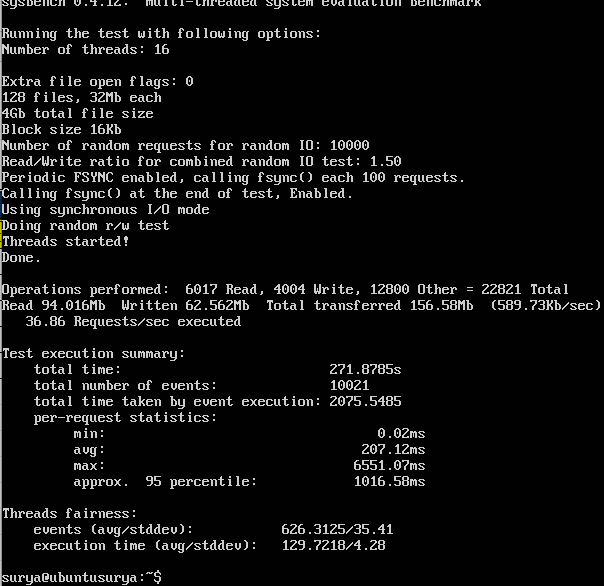 sysbench 0.4.12:  multi-threaded system evaluation benchmark
Running the test with following options:
Number of threads: 16
Extra file open flags: 0
128 files, 32Mb each
4Gb total file size
Block size 16Kb
Number of random requests for random IO: 10000
Read/Write ratio for combined random IO test: 1.50
Periodic FSYNC enabled, calling fsync() each 100 requests.
Calling fsync() at the end of test, Enabled.
Using synchronous I/O mode
Doing random r/w test
Threads started!
Done.
Operations performed:  6017 Read, 4004 Write, 12800 Other = 22821 Total
Read 94.016Mb  Written 62.562Mb  Total transferred 156.58Mb  (589.73Kb/sec)
   36.86 Requests/sec executed
Test execution summary:
    total time:                          271.8785s
    total number of events:              10021
    total time taken by event execution: 2075.5485
    per-request statistics:
         min:                                  0.02ms
         avg:                                207.12ms
         max:                               6551.07ms
         approx.  95 percentile:            1016.58ms
Threads fairness:
    events (avg/stddev):           626.3125/35.41
    execution time (avg/stddev):   129.7218/4.28
surya@ubuntusurya:~$